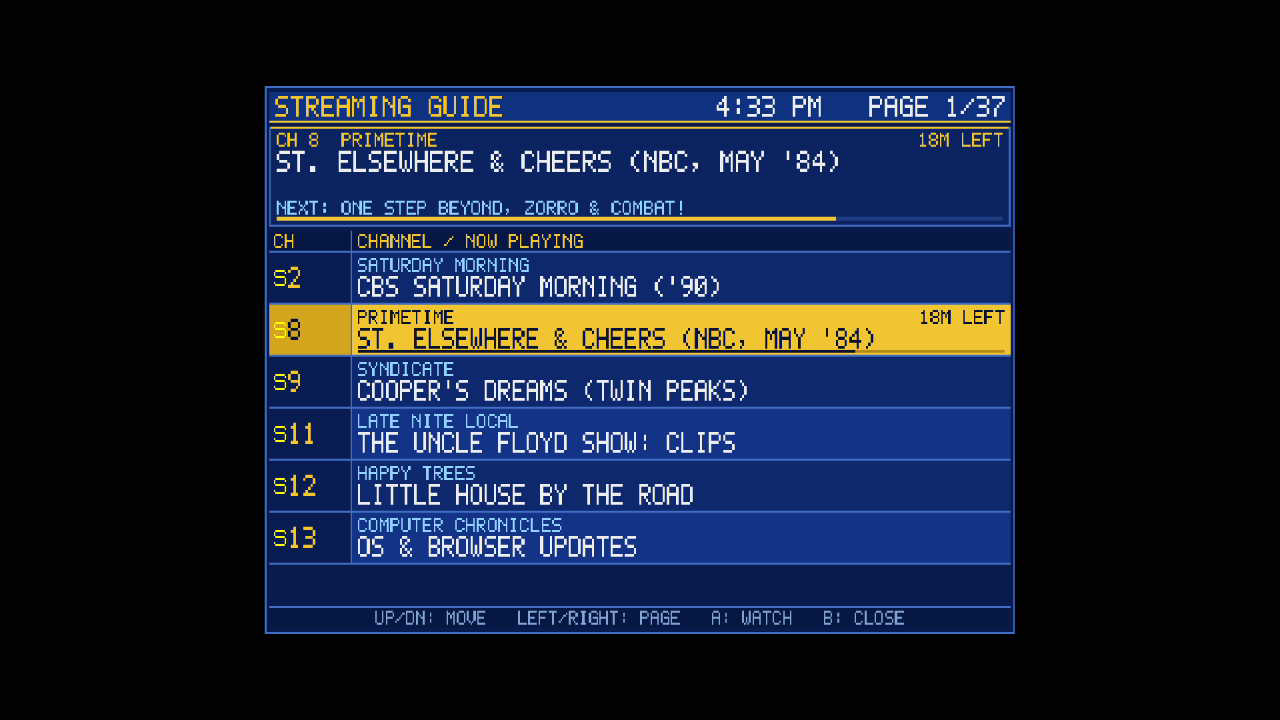 STREAMING GUIDE 4:33 PM PAGE 1/37
CH 8 PRIMETIME 18M LEFT
ST. ELSEWHERE & CHEERS (NBC, MAY '84)
NEXT: ONE STEP BEYOND, ZORRO & COMBAT!
CH CHANNEL / NOW PLAYING
S2 SATURDAY MORNING
CBS SATURDAY MORNING ('90)
S8 PRIMETIME 18M LEFT
ST. ELSEWHERE & CHEERS (NBC, MAY '84)
S9 SYNDICATE
COOPER'S DREAMS (TWIN PEAKS)
S11 LATE NITE LOCAL
THE UNCLE FLOYD SHOW: CLIPS
S12 HAPPY TREES
LITTLE HOUSE BY THE ROAD
S13 COMPUTER CHRONICLES
OS & BROWSER UPDATES
UP/DN: MOVE LEFT/RIGHT: PAGE A: WATCH B: CLOSE